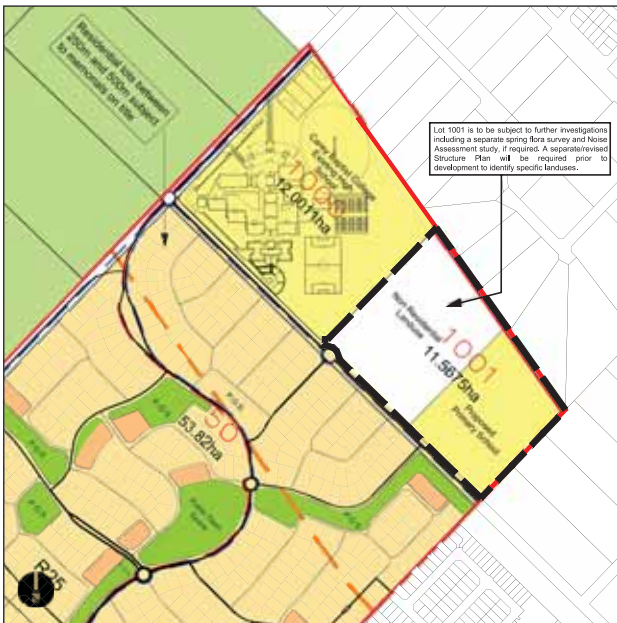 Residential lots between
250m and 500m subject
to memorials on title
Lot 1001 is to be subject to further investigations
including a separate spring flora survey and Noise
Assessment study, if required. A separate/revised
Structure Plan will be required prior to
development to identify specific landuses.
12.0011ha
Non Residential
Landuse
1001
11.5675ha
Proposed
Primary School
P.O.S.
50
53.82ha
P.O.S.
P.O.S.
P.O.S.
R25